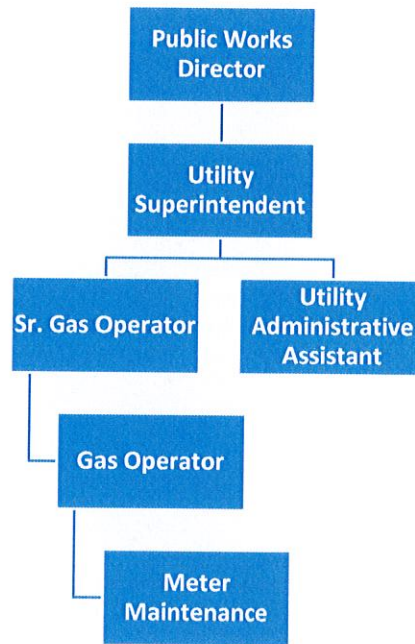 Public Works
Director
Utility
Superintendent
Sr. Gas Operator
Utility
Administrative
Assistant
Gas Operator
Meter
Maintenance